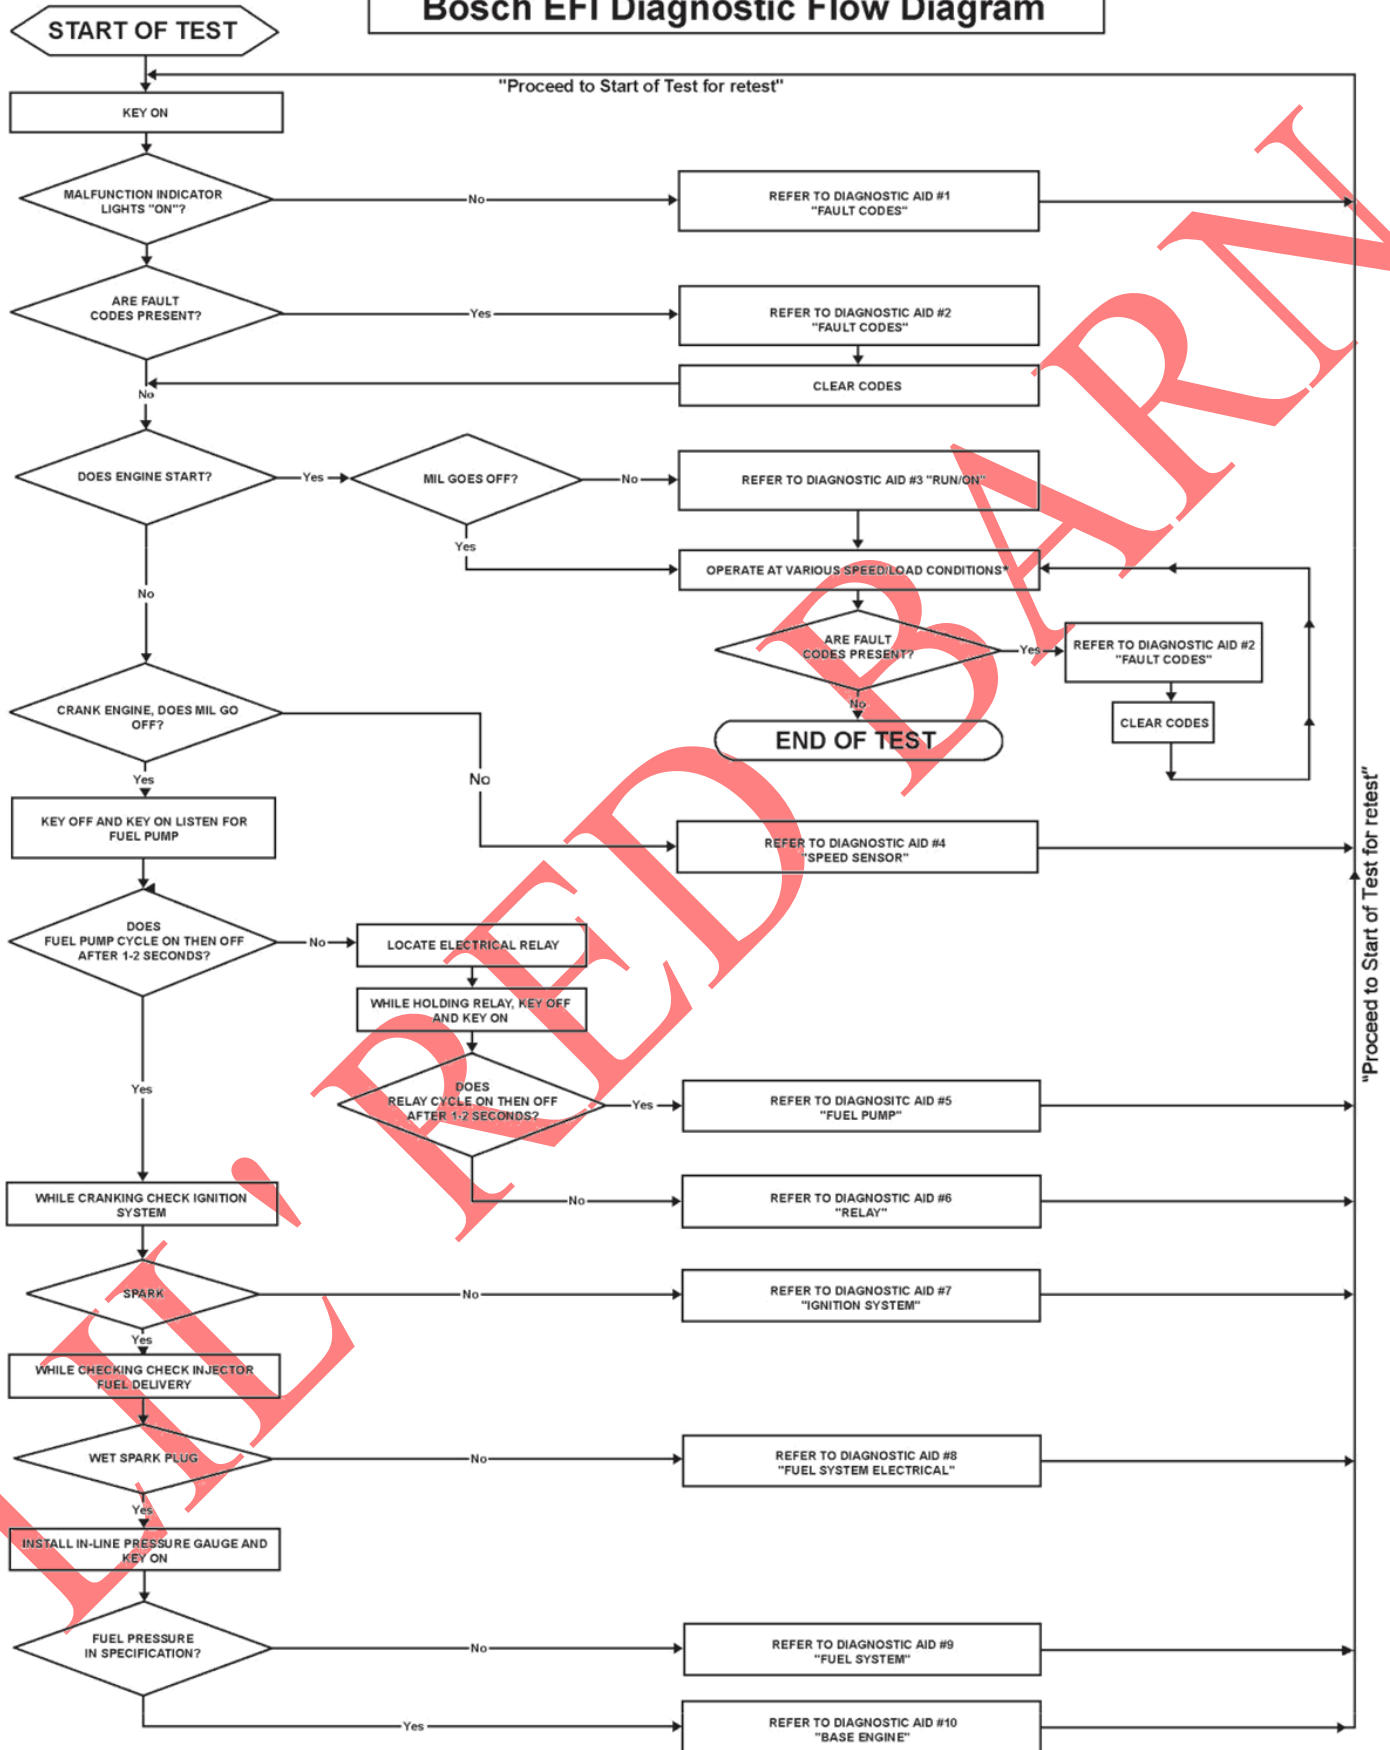 Bosch EFI Diagnostic Flow Diagram
START OF TEST
"Proceed to Start of Test for retest"
KEY ON
MALFUNCTION INDICATOR
LIGHTS "ON"?
No
REFER TO DIAGNOSTIC AID #1
"FAULT CODES"
ARE FAULT
CODES PRESENT?
Yes
REFER TO DIAGNOSTIC AID #2
"FAULT CODES"
CLEAR CODES
No
DOES ENGINE START?
Yes
MIL GOES OFF?
No
REFER TO DIAGNOSTIC AID #3 "RUN/ON"
Yes
OPERATE AT VARIOUS SPEED/LOAD CONDITIONS*
No
ARE FAULT
CODES PRESENT?
Yes
REFER TO DIAGNOSTIC AID #2
"FAULT CODES"
No
CLEAR CODES
END OF TEST
CRANK ENGINE, DOES MIL GO
OFF?
No
Yes
KEY OFF AND KEY ON LISTEN FOR
FUEL PUMP
REFER TO DIAGNOSTIC AID #4
"SPEED SENSOR"
"Proceed to Start of Test for retest"
DOES
FUEL PUMP CYCLE ON THEN OFF
AFTER 1-2 SECONDS?
No
LOCATE ELECTRICAL RELAY
WHILE HOLDING RELAY, KEY OFF
AND KEY ON
DOES
RELAY CYCLE ON THEN OFF
AFTER 1-2 SECONDS?
Yes
REFER TO DIAGNOSITC AID #5
"FUEL PUMP"
Yes
No
REFER TO DIAGNOSTIC AID #6
"RELAY"
WHILE CRANKING CHECK IGNITION
SYSTEM
SPARK
No
REFER TO DIAGNOSTIC AID #7
"IGNITION SYSTEM"
Yes
WHILE CHECKING CHECK INJECTOR
FUEL DELIVERY
WET SPARK PLUG
No
REFER TO DIAGNOSTIC AID #8
"FUEL SYSTEM ELECTRICAL"
Yes
INSTALL IN-LINE PRESSURE GAUGE AND
KEY ON
FUEL PRESSURE
IN SPECIFICATION?
No
REFER TO DIAGNOSTIC AID #9
"FUEL SYSTEM"
Yes
REFER TO DIAGNOSTIC AID #10
"BASE ENGINE"
LIL' RED BARN